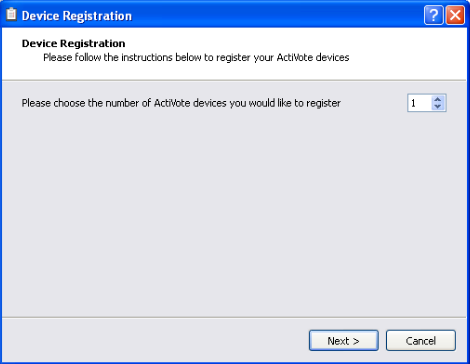 Device Registration
Device Registration
Please follow the instructions below to register your ActiVote devices
Please choose the number of ActiVote devices you would like to register
1
Next >
Cancel